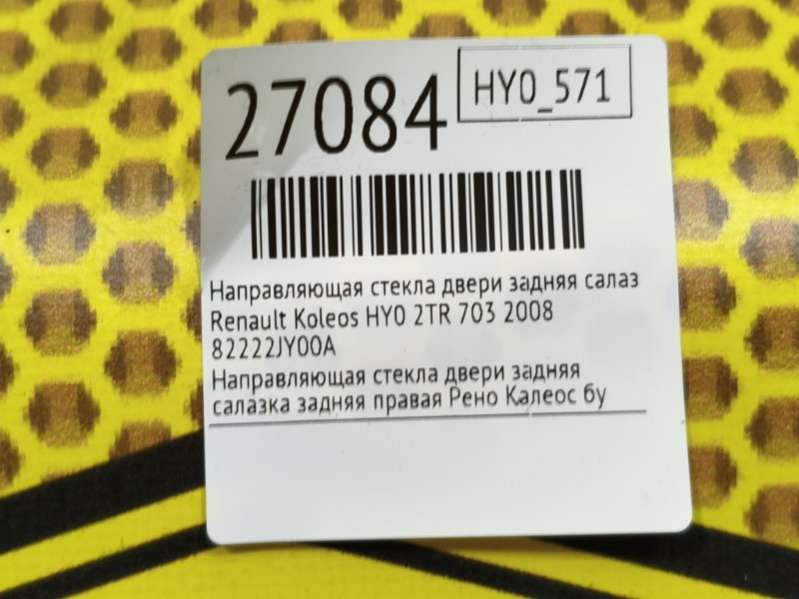 27084
HY0_571
Направляющая стекла двери задняя салаз
Renault Koleos HY0 2TR 703 2008
82222JY00A
Направляющая стекла двери задняя
салазка задняя правая Рено Калеос бу